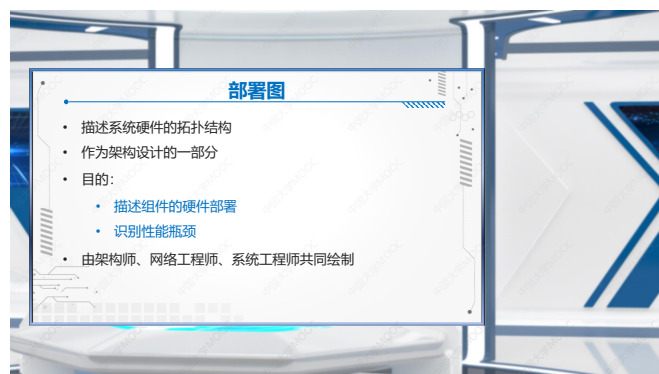 部署图
• 描述系统硬件的拓扑结构
• 作为架构设计的一部分
• 目的：
• 描述组件的硬件部署
• 识别性能瓶颈
• 由架构师、网络工程师、系统工程师共同绘制